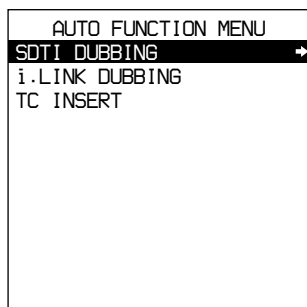 AUTO FUNCTION MENU
SDTI DUBBING
i.LINK DUBBING
TC INSERT